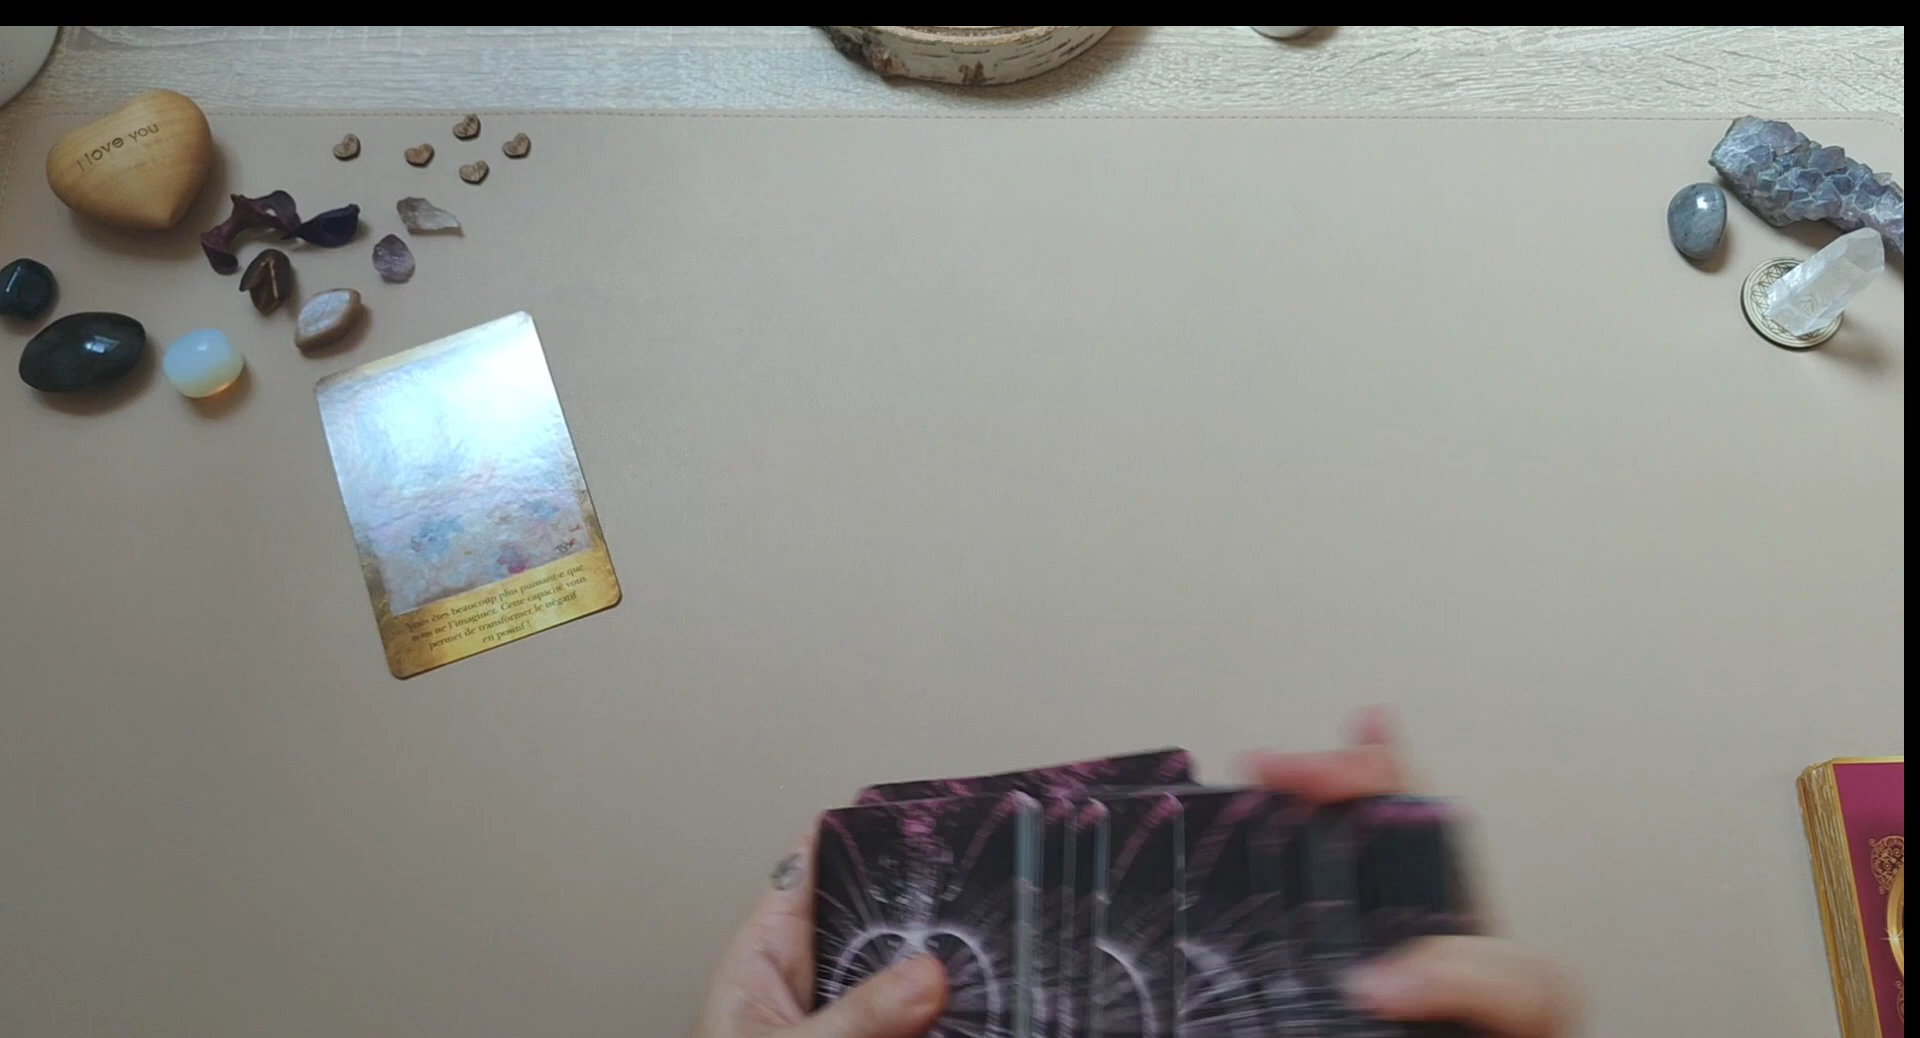 I love you
Vous êtes beaucoup plus puissant·e que
vous ne l'imaginez. Cette capacité vous
permet de transformer le négatif
en positif !